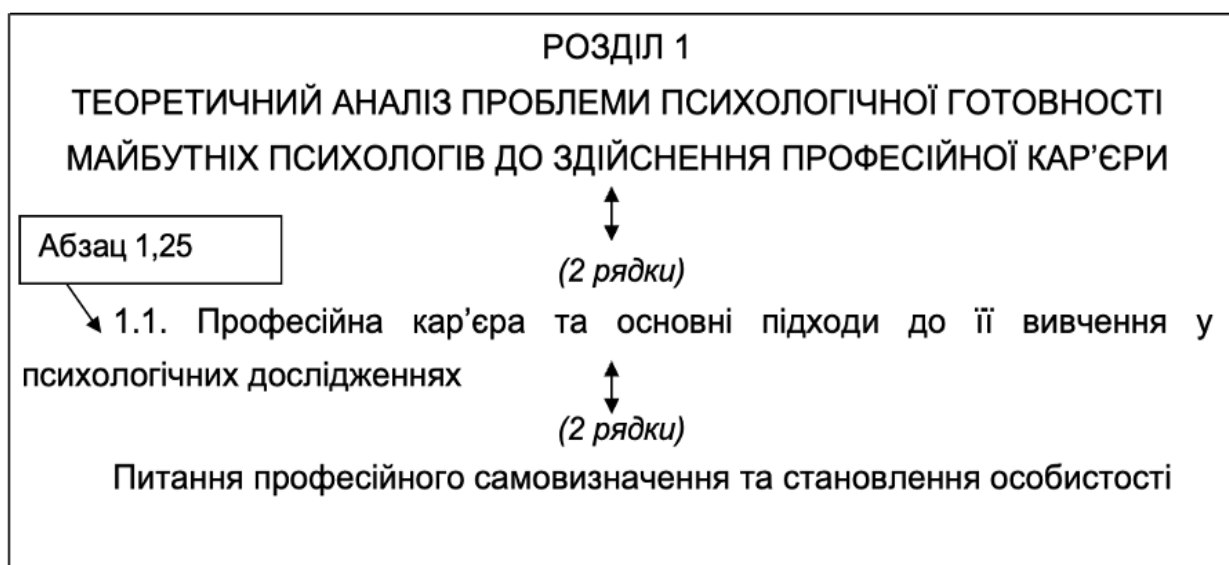 РОЗДІЛ 1
ТЕОРЕТИЧНИЙ АНАЛІЗ ПРОБЛЕМИ ПСИХОЛОГІЧНОЇ ГОТОВНОСТІ
МАЙБУТНІХ ПСИХОЛОГІВ ДО ЗДІЙСНЕННЯ ПРОФЕСІЙНОЇ КАР’ЄРИ
Абзац 1,25
(2 рядки)
1.1. Професійна кар’єра та основні підходи до її вивчення у
психологічних дослідженнях
(2 рядки)
Питання професійного самовизначення та становлення особистості